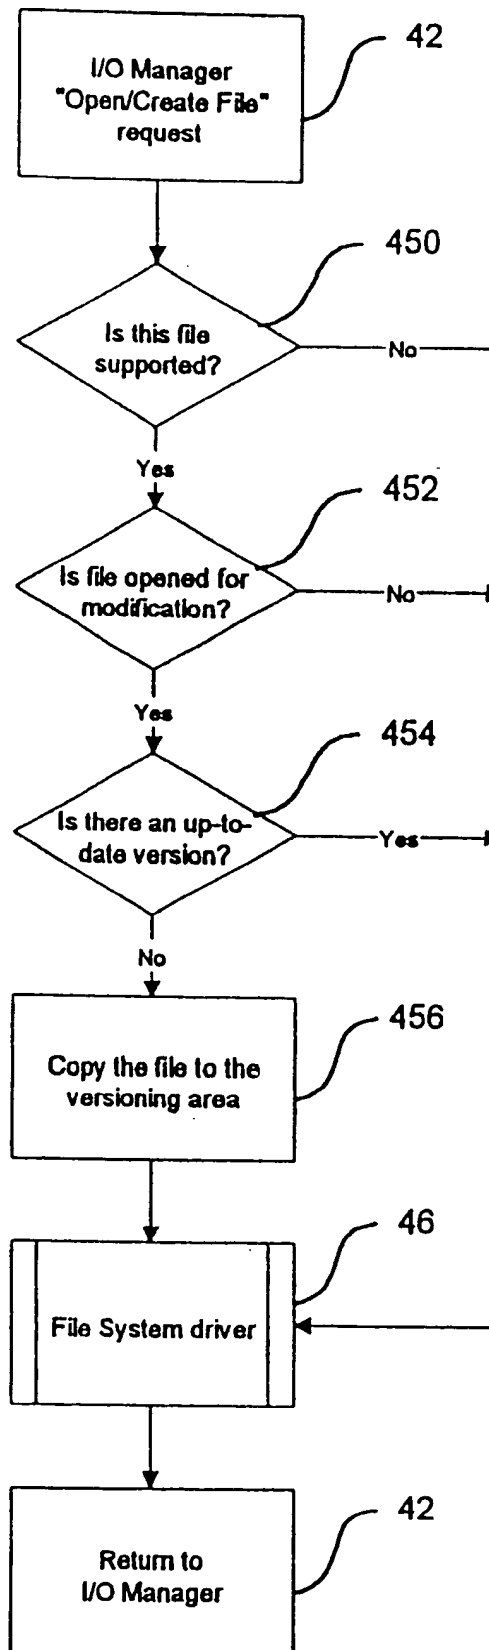 42
I/O Manager
"Open/Create File"
request
450
Is this file
supported?
No
Yes
452
Is file opened for
modification?
No
Yes
454
Is there an up-to-
date version?
Yes
No
456
Copy the file to the
versioning area
46
File System driver
42
Return to
I/O Manager